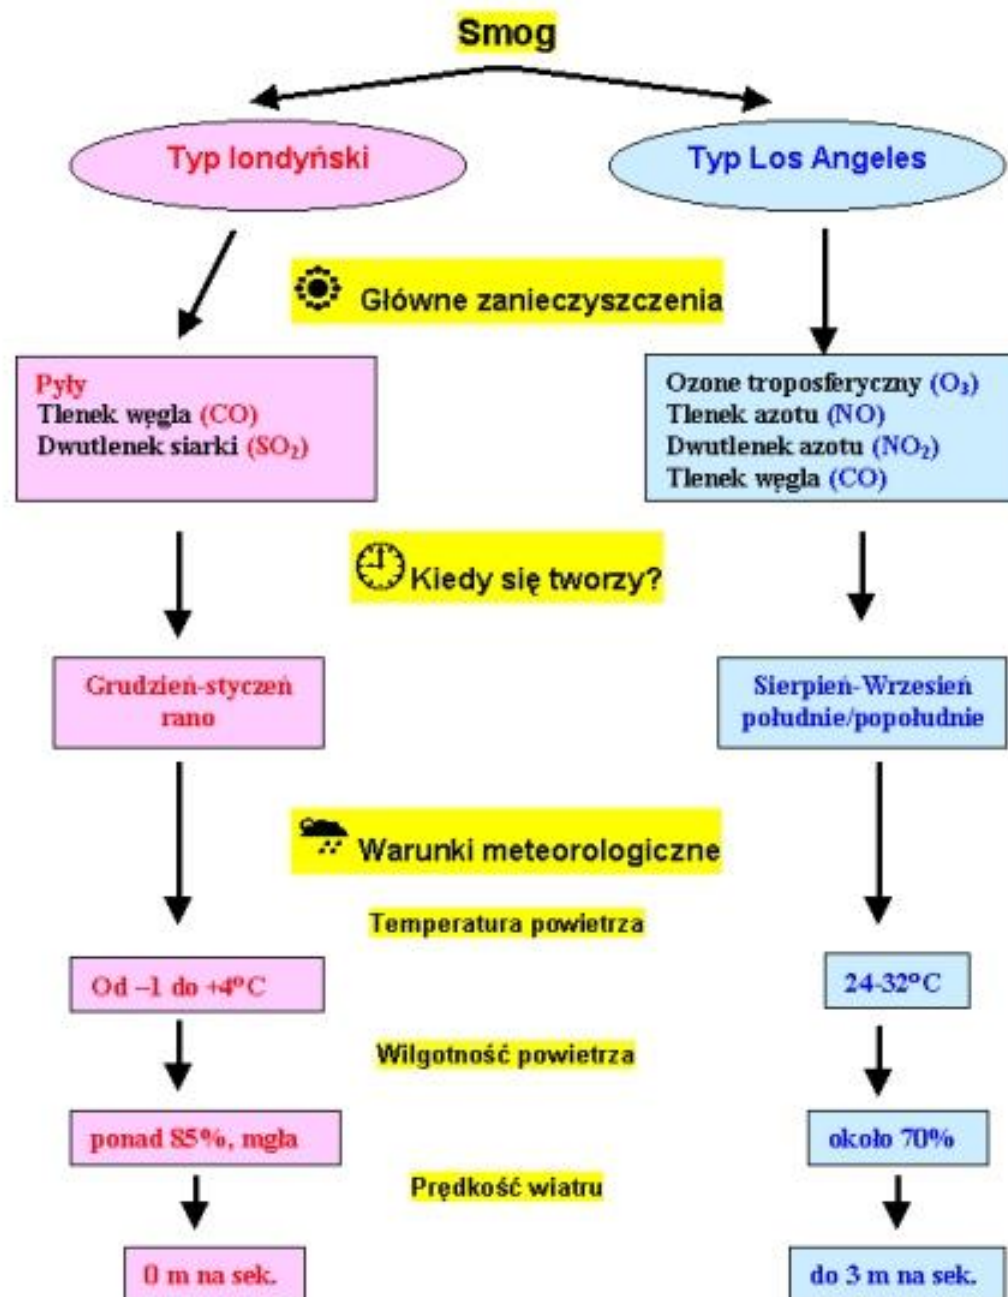 Smog
Typ londyński
Typ Los Angeles
Główne zanieczyszczenia
Pyły
Tlenek węgla (CO)
Dwutlenek siarki (SO₂)
Ozone troposferyczny (O₃)
Tlenek azotu (NO)
Dwutlenek azotu (NO₂)
Tlenek węgla (CO)
Kiedy się tworzy?
Grudzień-styczeń
rano
Sierpień-Wrzesień
południe/popołudnie
Warunki meteorologiczne
Temperatura powietrza
Od –1 do +4°C
24-32°C
Wilgotność powietrza
ponad 85%, mgła
około 70%
Prędkość wiatru
0 m na sek.
do 3 m na sek.